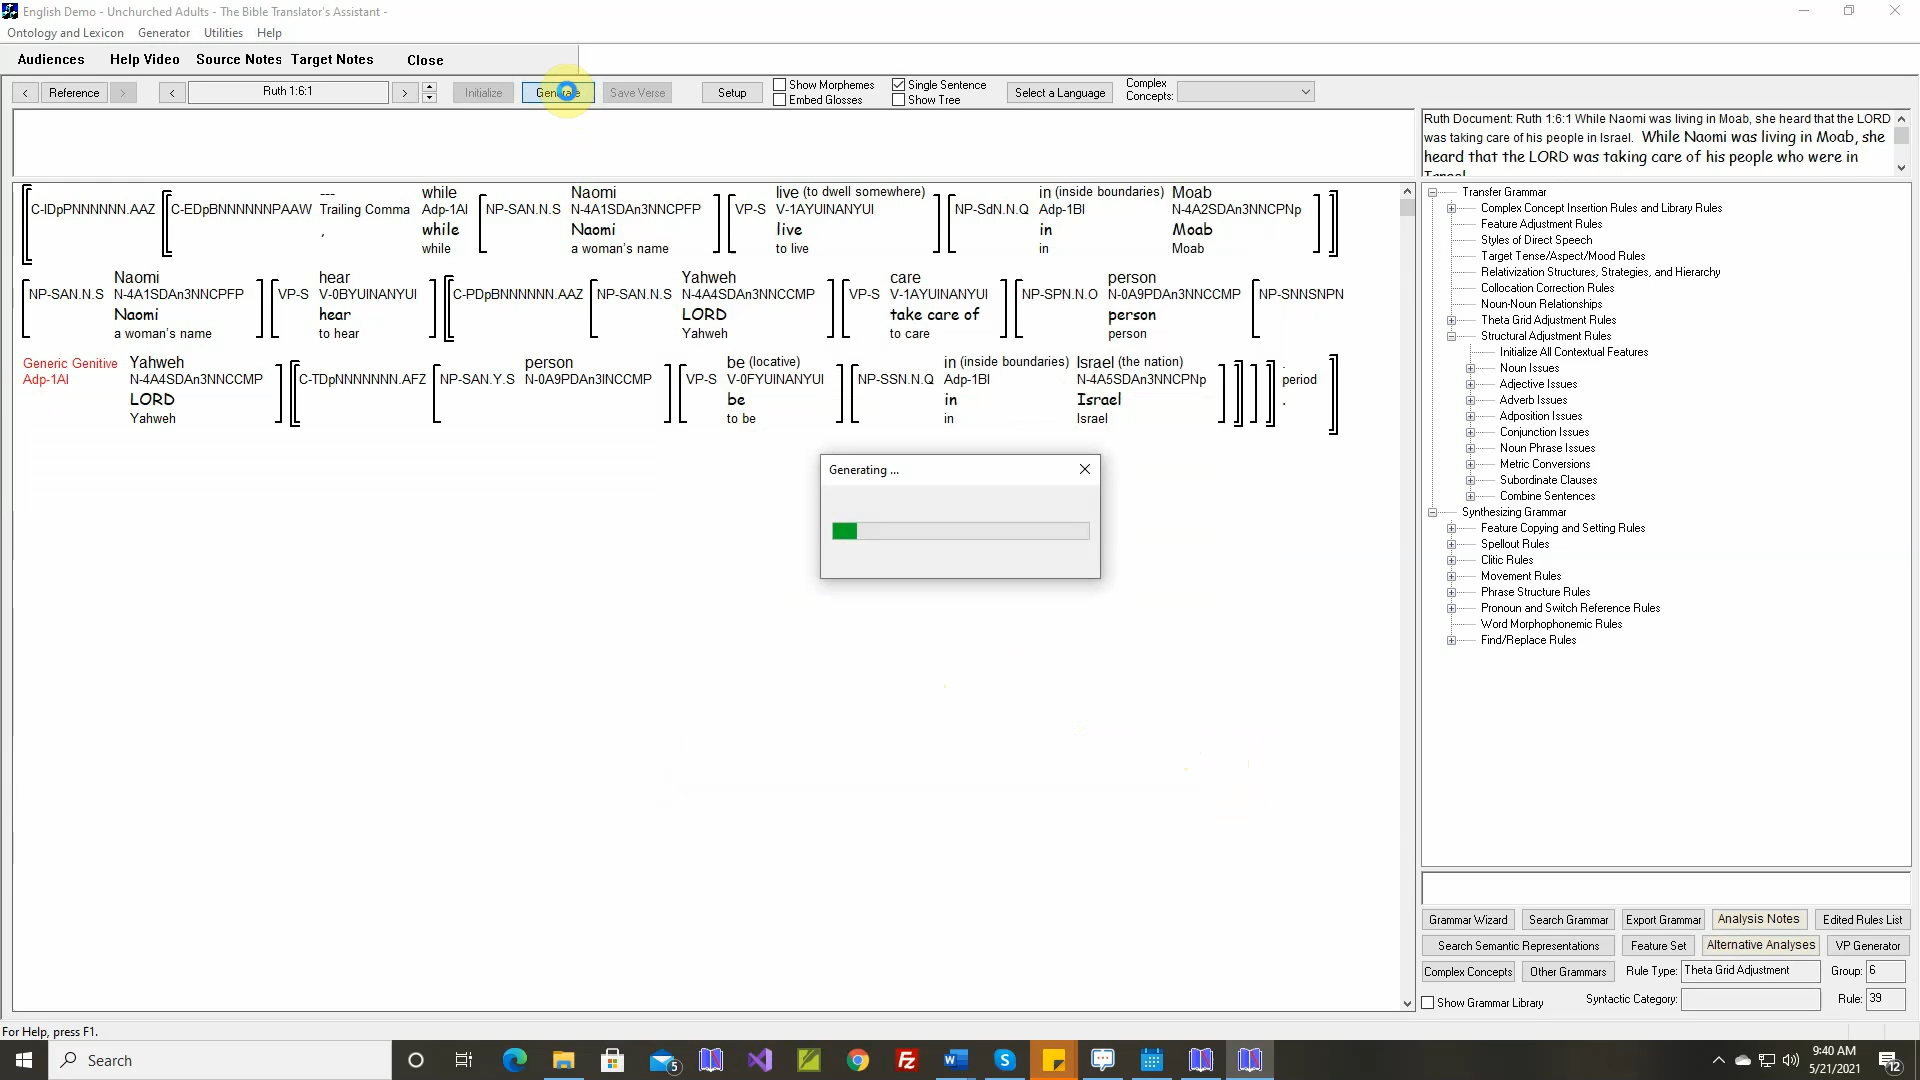 English Demo - Unchurched Adults - The Bible Translator's Assistant -
Ontology and Lexicon Generator Utilities Help
Audiences Help Video Source Notes Target Notes Close
< Reference > < Ruth 1:6:1 > Initialize Generate Save Verse Setup Show Morphemes Single Sentence Select a Language Complex
Embed Glosses Show Tree Concepts:
Ruth Document: Ruth 1:6:1 While Naomi was living in Moab, she heard that the LORD
was taking care of his people in Israel. While Naomi was living in Moab, she
heard that the LORD was taking care of his people who were in
--- while Naomi live (to dwell somewhere) in (inside boundaries) Moab
C-IDpPNNNNNN.AAZ C-EDpBNNNNNNPAAW Trailing Comma Adp-1AI NP-SAN.N.S N-4A1SDAn3NNCPFP VP-S V-1AYUINANYUI NP-SdN.N.Q Adp-1BI N-4A2SDAn3NNCPNp
, while Naomi live in Moab
while a woman's name to live in Moab
Naomi hear Yahweh care person
NP-SAN.N.S N-4A1SDAn3NNCPFP VP-S V-0BYUINANYUI C-PDpBNNNNNN.AAZ NP-SAN.N.S N-4A4SDAn3NNCCMP VP-S V-1AYUINANYUI NP-SPN.N.O N-0A9PDAn3NNCCMP NP-SNNSNPN
Naomi hear LORD take care of person
a woman's name to hear Yahweh to care person
Generic Genitive Yahweh person be (locative) in (inside boundaries) Israel (the nation) .
Adp-1AI N-4A4SDAn3NNCCMP C-TDpNNNNNNN.AFZ NP-SAN.Y.S N-0A9PDAn3INCCMP VP-S V-0FYUINANYUI NP-SSN.N.Q Adp-1BI N-4A5SDAn3NNCPNp period
LORD be in Israel .
Yahweh to be in Israel
Generating ...
Transfer Grammar
Complex Concept Insertion Rules and Library Rules
Feature Adjustment Rules
Styles of Direct Speech
Target Tense/Aspect/Mood Rules
Relativization Structures, Strategies, and Hierarchy
Collocation Correction Rules
Noun-Noun Relationships
Theta Grid Adjustment Rules
Structural Adjustment Rules
Initialize All Contextual Features
Noun Issues
Adjective Issues
Adverb Issues
Adposition Issues
Conjunction Issues
Noun Phrase Issues
Metric Conversions
Subordinate Clauses
Combine Sentences
Synthesizing Grammar
Feature Copying and Setting Rules
Spellout Rules
Clitic Rules
Movement Rules
Phrase Structure Rules
Pronoun and Switch Reference Rules
Word Morphophonemic Rules
Find/Replace Rules
Grammar Wizard Search Grammar Export Grammar Analysis Notes Edited Rules List
Search Semantic Representations Feature Set Alternative Analyses VP Generator
Complex Concepts Other Grammars Rule Type: Theta Grid Adjustment Group: 6
Show Grammar Library Syntactic Category: Rule: 39
For Help, press F1.
Search 5 9:40 AM
5/21/2021 12